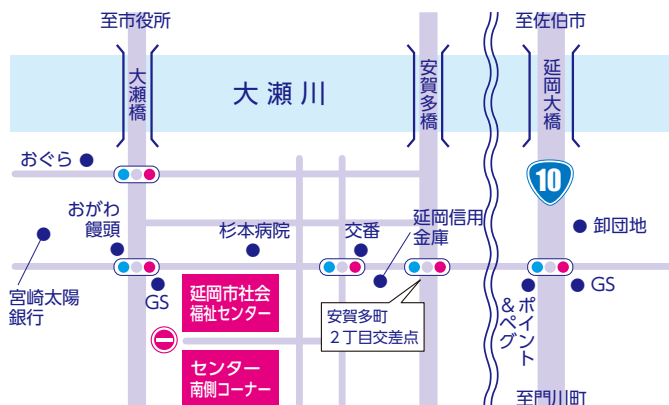 至市役所
至佐伯市
大瀬橋
大瀬川
安賀多橋
延岡大橋
おぐら
10
おがわ
饅頭
杉本病院
交番
延岡信用
金庫
卸団地
宮崎太陽
銀行
GS
延岡市社会
福祉センター
安賀多町
2丁目交差点
ポイント
&ペグ
GS
センター
南側コーナー
至門川町